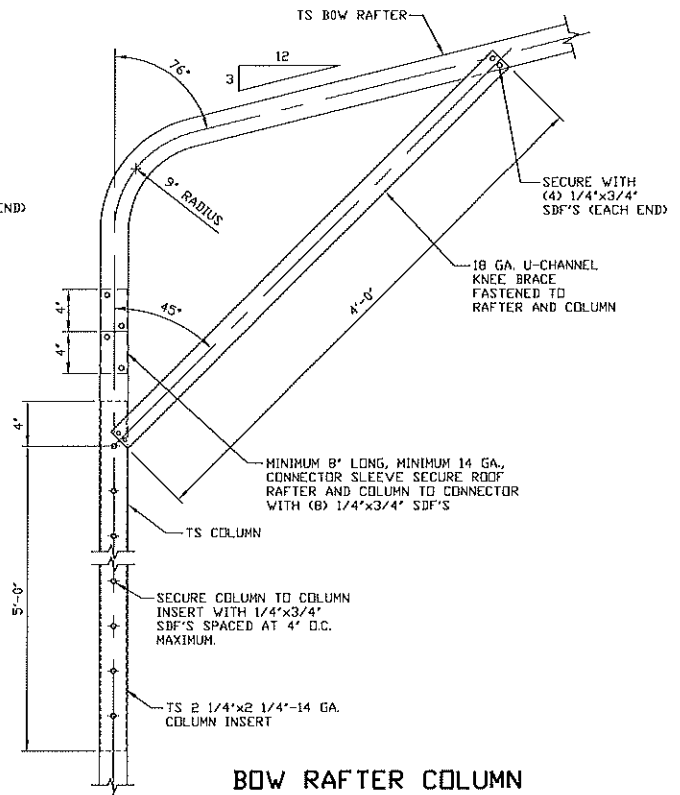 TS BOW RAFTER
12
3
76°
9" RADIUS
END)
SECURE WITH
(4) 1/4"x3/4"
SDF'S (EACH END)
18 GA. U-CHANNEL
KNEE BRACE
FASTENED TO
RAFTER AND COLUMN
4'-0"
45°
4"
4"
4"
MINIMUM 8" LONG, MINIMUM 14 GA.,
CONNECTOR SLEEVE SECURE ROOF
RAFTER AND COLUMN TO CONNECTOR
WITH (8) 1/4"x3/4" SDF'S
TS COLUMN
5'-0"
SECURE COLUMN TO COLUMN
INSERT WITH 1/4"x3/4"
SDF'S SPACED AT 4" O.C.
MAXIMUM.
TS 2 1/4"x2 1/4"-14 GA.
COLUMN INSERT
BOW RAFTER COLUMN